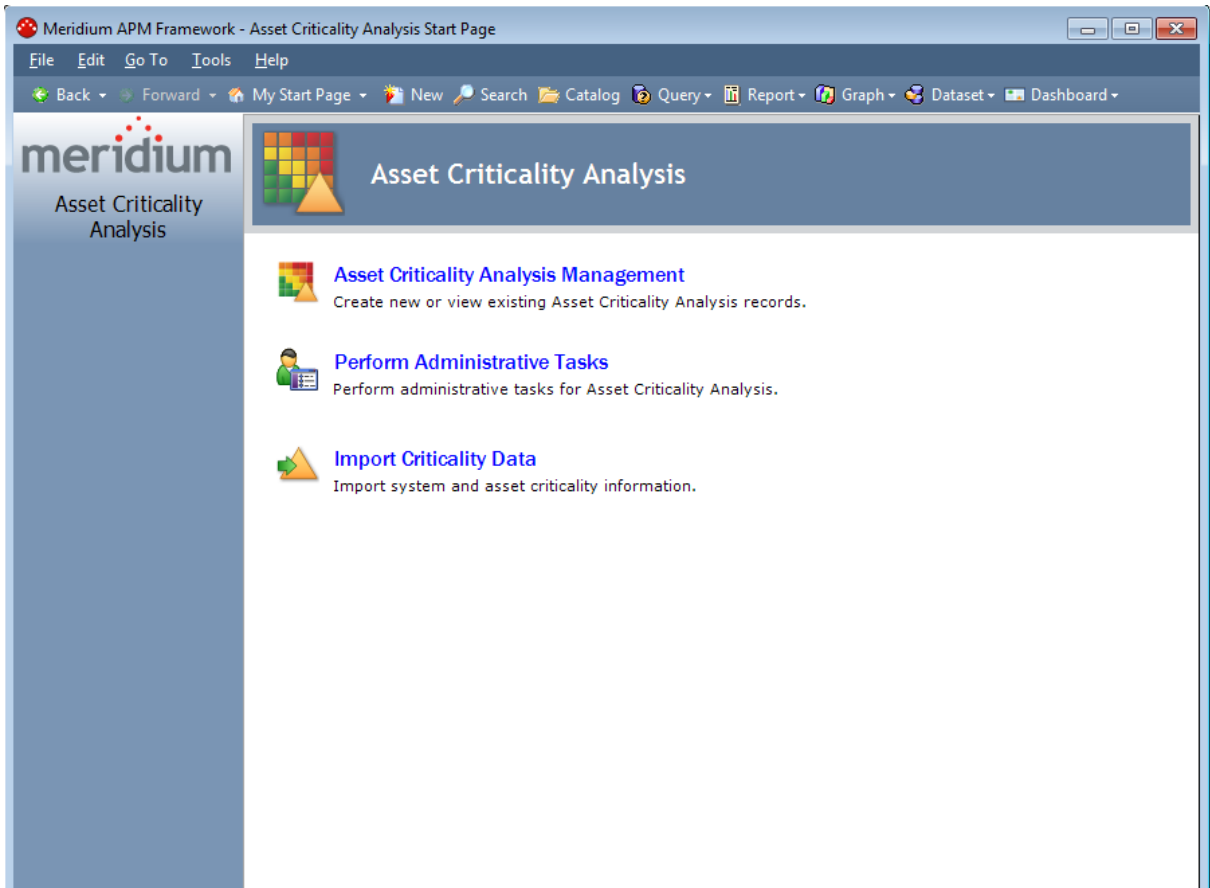 Meridium APM Framework - Asset Criticality Analysis Start Page
File Edit Go To Tools Help
Back Forward My Start Page New Search Catalog Query Report Graph Dataset Dashboard
meridium
Asset Criticality
Analysis
Asset Criticality Analysis
Asset Criticality Analysis Management
Create new or view existing Asset Criticality Analysis records.
Perform Administrative Tasks
Perform administrative tasks for Asset Criticality Analysis.
Import Criticality Data
Import system and asset criticality information.